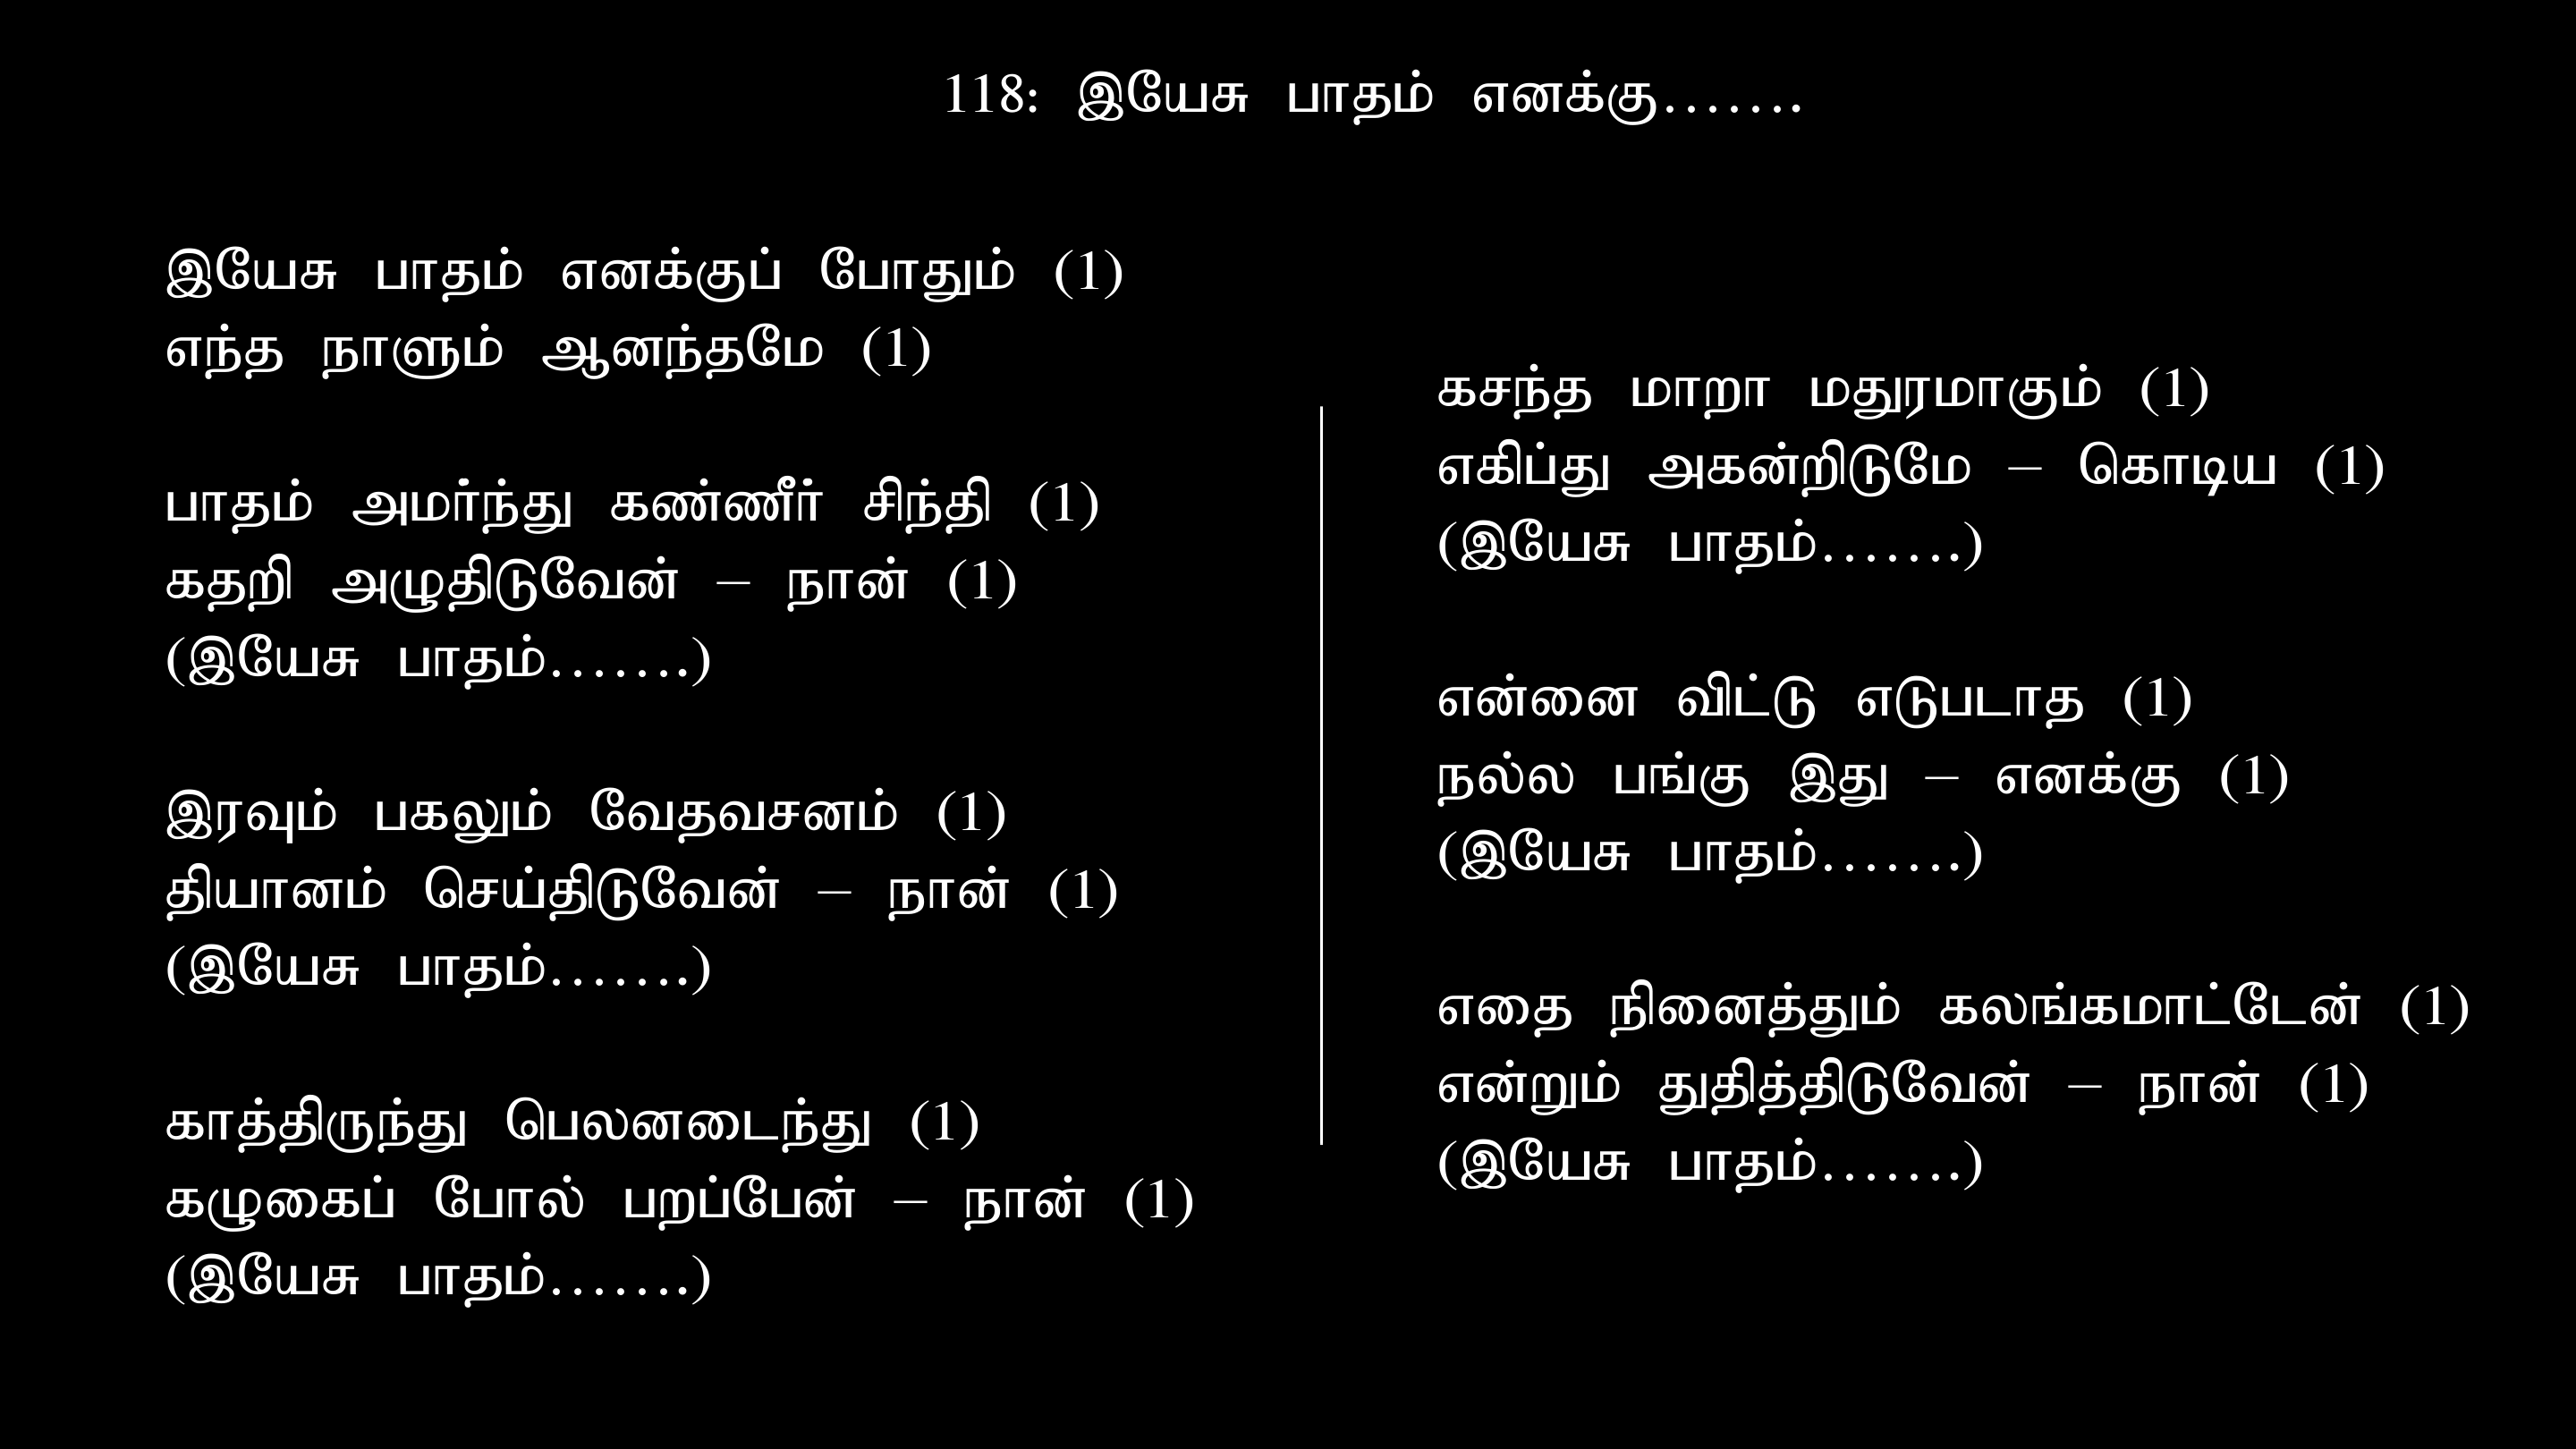 118: இயேசு பாதம் எனக்கு.......
இயேசு பாதம் எனக்குப் போதும் (1)
எந்த நாளும் ஆனந்தமே (1)
பாதம் அமர்ந்து கண்ணீர் சிந்தி (1)
கதறி அழுதிடுவேன் – நான் (1)
(இயேசு பாதம்.......)
இரவும் பகலும் வேதவசனம் (1)
தியானம் செய்திடுவேன் – நான் (1)
(இயேசு பாதம்.......)
காத்திருந்து பெலனடைந்து (1)
கழுகைப் போல் பறப்பேன் – நான் (1)
(இயேசு பாதம்.......)
கசந்த மாறா மதுரமாகும் (1)
எகிப்து அகன்றிடுமே – கொடிய (1)
(இயேசு பாதம்.......)
என்னை விட்டு எடுபடாத (1)
நல்ல பங்கு இது – எனக்கு (1)
(இயேசு பாதம்.......)
எதை நினைத்தும் கலங்கமாட்டேன் (1)
என்றும் துதித்திடுவேன் – நான் (1)
(இயேசு பாதம்.......)